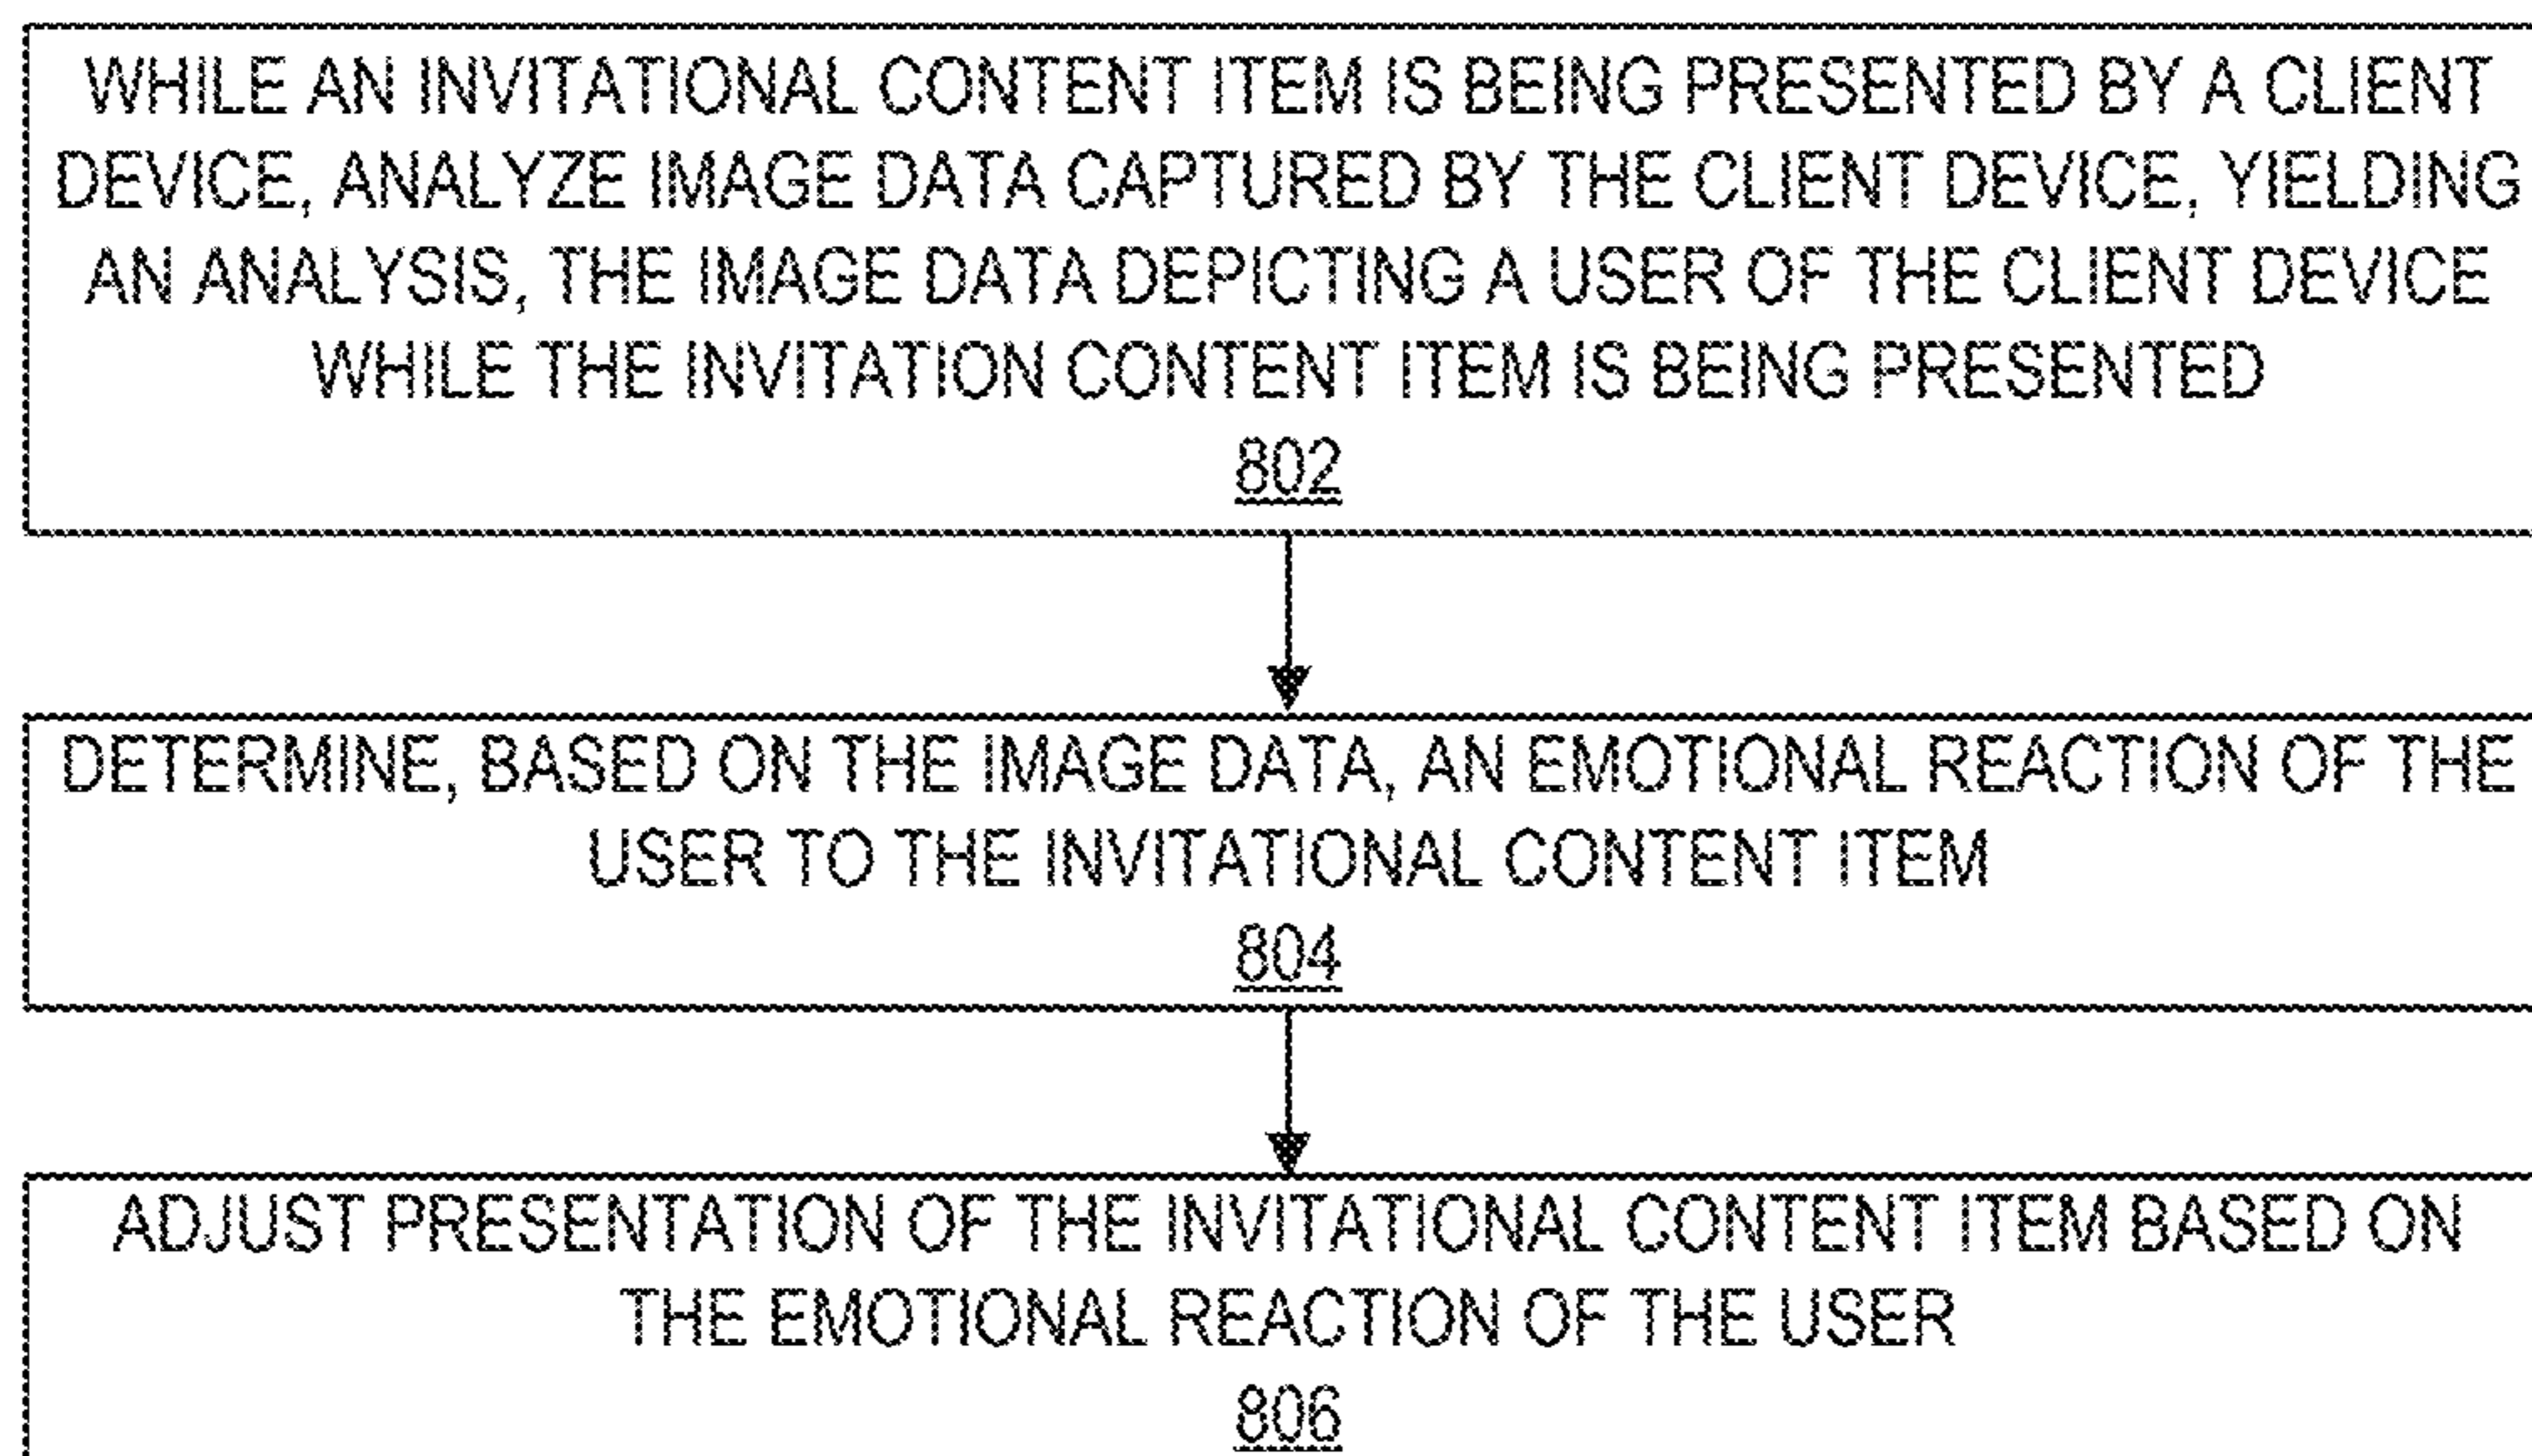 WHILE AN INVITATIONAL CONTENT ITEM IS BEING PRESENTED BY A CLIENT
DEVICE, ANALYZE IMAGE DATA CAPTURED BY THE CLIENT DEVICE, YIELDING
AN ANALYSIS, THE IMAGE DATA DEPICTING A USER OF THE CLIENT DEVICE
WHILE THE INVITATION CONTENT ITEM IS BEING PRESENTED
802
DETERMINE, BASED ON THE IMAGE DATA, AN EMOTIONAL REACTION OF THE
USER TO THE INVITATIONAL CONTENT ITEM
804
ADJUST PRESENTATION OF THE INVITATIONAL CONTENT ITEM BASED ON
THE EMOTIONAL REACTION OF THE USER
806